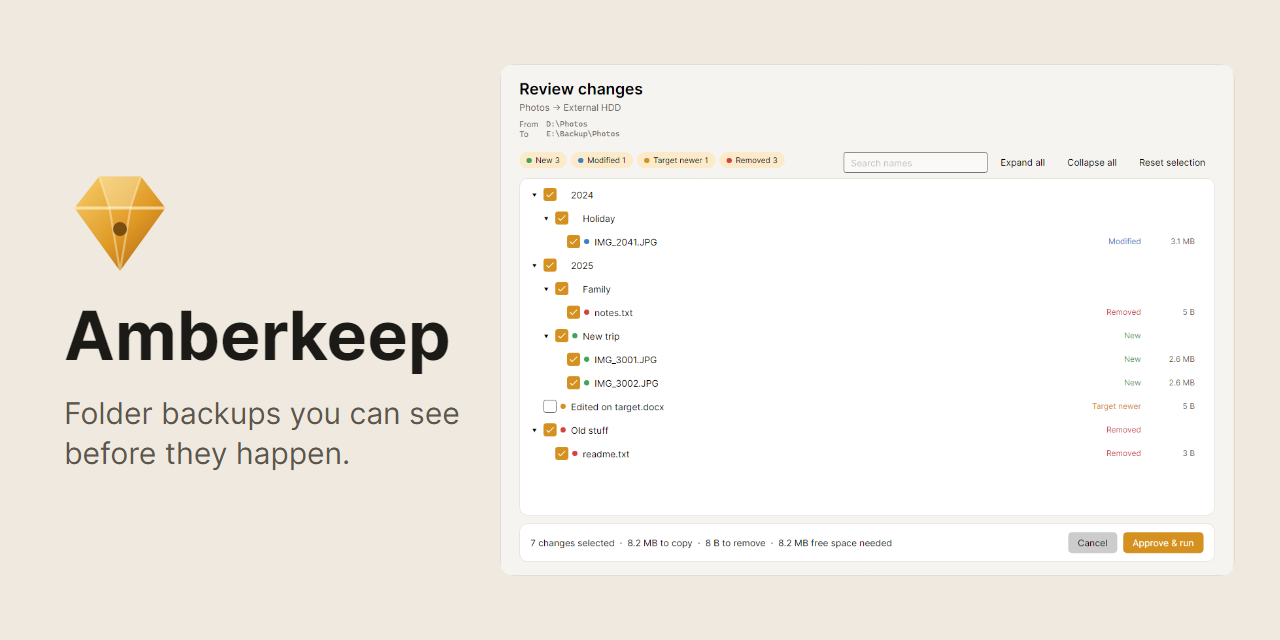 Amberkeep
Folder backups you can see
before they happen.
Review changes
Photos → External HDD
From D:\Photos
To E:\Backup\Photos
New 3 Modified 1 Target newer 1 Removed 3 Search names Expand all Collapse all Reset selection
2024
Holiday
IMG_2041.JPG Modified 3.1 MB
2025
Family
notes.txt Removed 5 B
New trip New
IMG_3001.JPG New 2.6 MB
IMG_3002.JPG New 2.6 MB
Edited on target.docx Target newer 5 B
Old stuff Removed
readme.txt Removed 3 B
7 changes selected · 8.2 MB to copy · 8 B to remove · 8.2 MB free space needed Cancel Approve & run